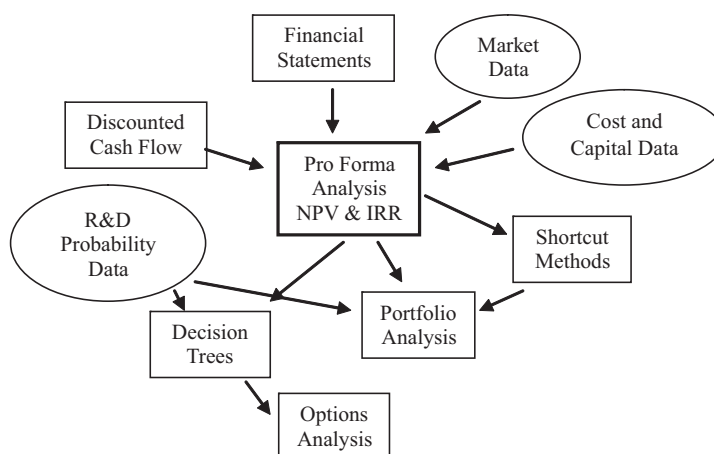 Financial
Statements
Market
Data
Discounted
Cash Flow
Cost and
Capital Data
Pro Forma
Analysis
NPV & IRR
R&D
Probability
Data
Shortcut
Methods
Decision
Trees
Portfolio
Analysis
Options
Analysis